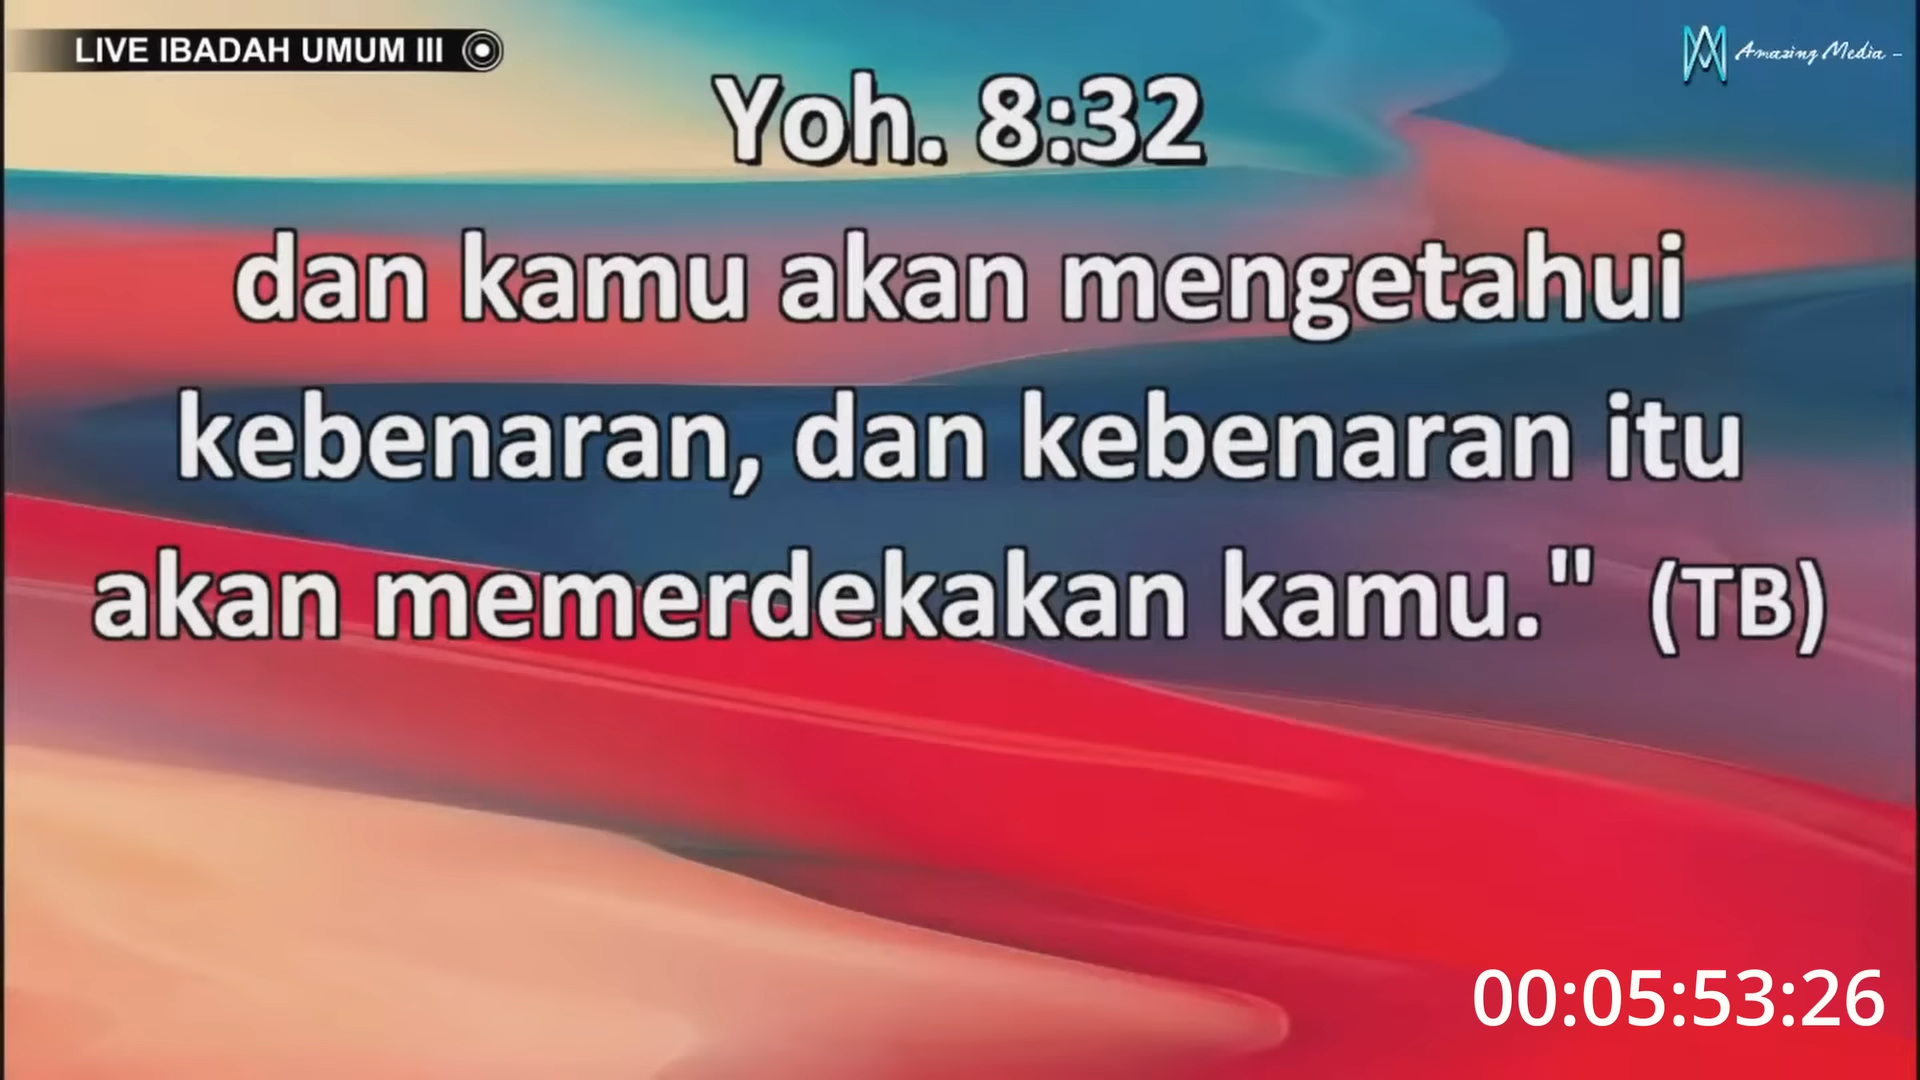 LIVE IBADAH UMUM III
Amazing Media -
Yoh. 8:32
dan kamu akan mengetahui
kebenaran, dan kebenaran itu
akan memerdekakan kamu." (TB)
00:05:53:26